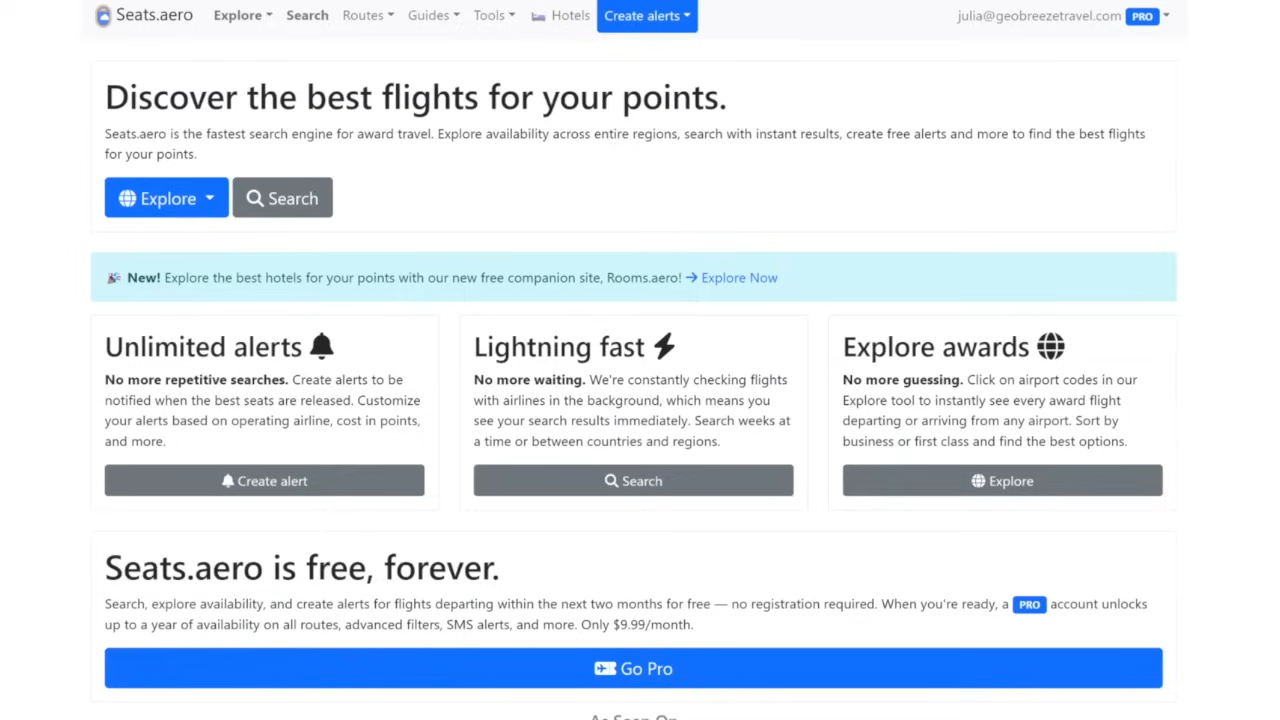 Seats.aero Explore Search Routes Guides Tools Hotels Create alerts julia@geobreezetravel.com PRO
Discover the best flights for your points.
Seats.aero is the fastest search engine for award travel. Explore availability across entire regions, search with instant results, create free alerts and more to find the best flights
for your points.
Explore Search
New! Explore the best hotels for your points with our new free companion site, Rooms.aero! → Explore Now
Unlimited alerts
No more repetitive searches. Create alerts to be
notified when the best seats are released. Customize
your alerts based on operating airline, cost in points,
and more.
Create alert
Lightning fast
No more waiting. We're constantly checking flights
with airlines in the background, which means you
see your search results immediately. Search weeks at
a time or between countries and regions.
Search
Explore awards
No more guessing. Click on airport codes in our
Explore tool to instantly see every award flight
departing or arriving from any airport. Sort by
business or first class and find the best options.
Explore
Seats.aero is free, forever.
Search, explore availability, and create alerts for flights departing within the next two months for free — no registration required. When you're ready, a PRO account unlocks
up to a year of availability on all routes, advanced filters, SMS alerts, and more. Only $9.99/month.
Go Pro
As Seen On